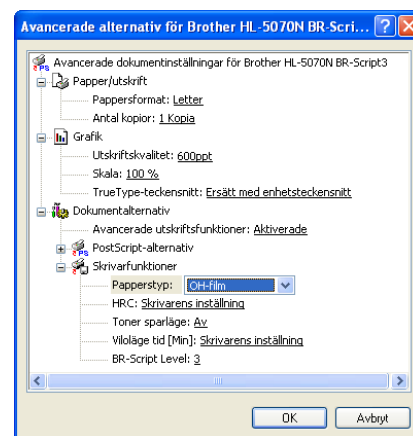 Avancerade alternativ för Brother HL-5070N BR-Scri...
Avancerade dokumentinställningar för Brother HL-5070N BR-Script3
Papper/utskrift
Pappersformat: Letter
Antal kopior: 1 Kopia
Grafik
Utskriftskvalitet: 600ppt
Skala: 100 %
TrueType-teckensnitt: Ersätt med enhetsteckensnitt
Dokumentalternativ
Avancerade utskriftsfunktioner: Aktiverade
PostScript-alternativ
Skrivarfunktioner
Papperstyp: OH-film
HRC: Skrivarens inställning
Toner sparläge: Av
Viloläge tid [Min]: Skrivarens inställning
BR-Script Level: 3
OK Avbryt